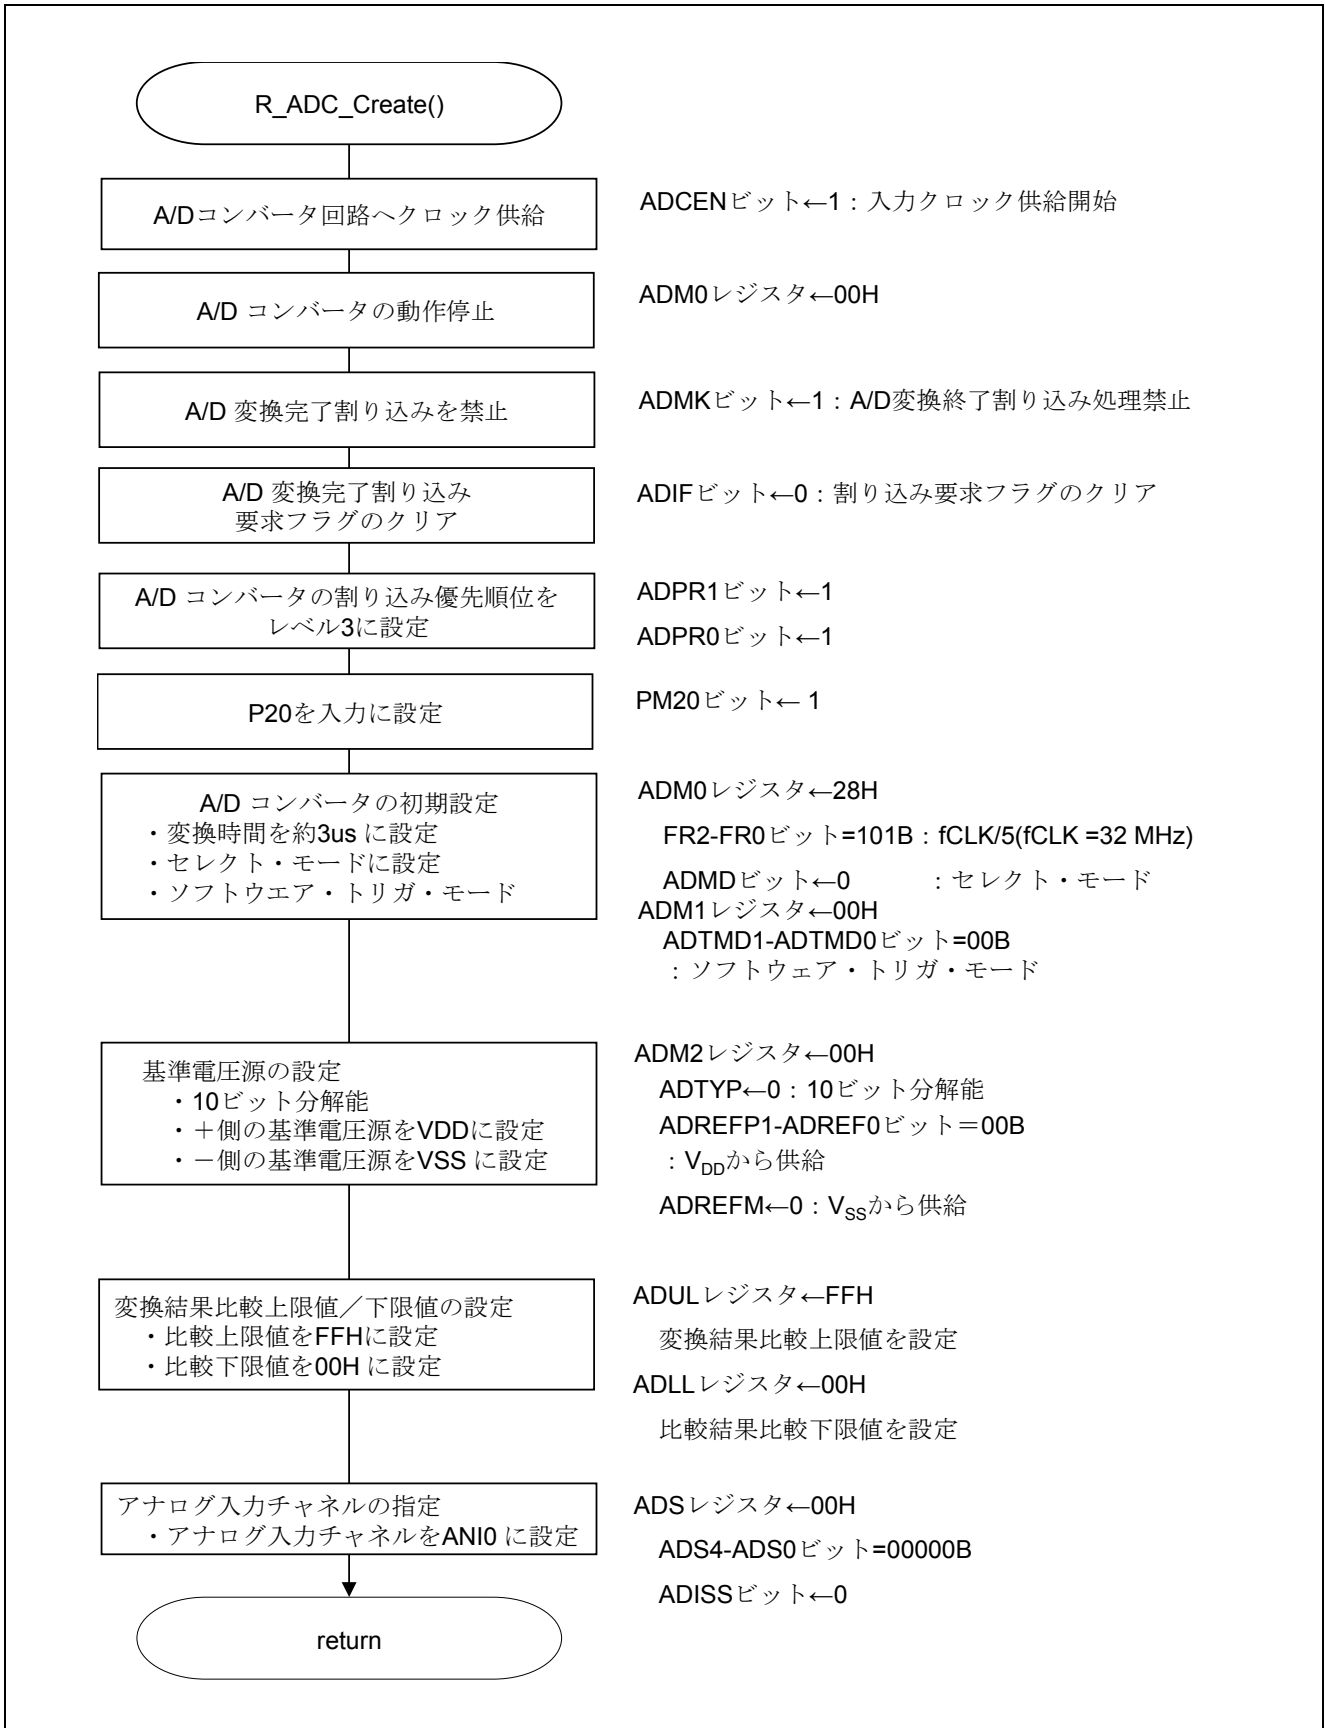 R_ADC_Create()
A/Dコンバータ回路へクロック供給
ADCENビット←1：入力クロック供給開始
A/D コンバータの動作停止
ADM0レジスタ←00H
A/D 変換完了割り込みを禁止
ADMKビット←1：A/D変換終了割り込み処理禁止
A/D 変換完了割り込み
要求フラグのクリア
ADIFビット←0：割り込み要求フラグのクリア
A/D コンバータの割り込み優先順位を
レベル3に設定
ADPR1ビット←1
ADPR0ビット←1
P20を入力に設定
PM20ビット← 1
A/D コンバータの初期設定
・変換時間を約3us に設定
・セレクト・モードに設定
・ソフトウエア・トリガ・モード
ADM0レジスタ←28H
FR2-FR0ビット=101B：fCLK/5(fCLK =32 MHz)
ADMDビット←0 ：セレクト・モード
ADM1レジスタ←00H
ADTMD1-ADTMD0ビット=00B
：ソフトウェア・トリガ・モード
基準電圧源の設定
・10ビット分解能
・＋側の基準電圧源をVDDに設定
・－側の基準電圧源をVSS に設定
ADM2レジスタ←00H
ADTYP←0：10ビット分解能
ADREFP1-ADREF0ビット＝00B
：VDDから供給
ADREFM←0：VSSから供給
変換結果比較上限値／下限値の設定
・比較上限値をFFHに設定
・比較下限値を00H に設定
ADULレジスタ←FFH
変換結果比較上限値を設定
ADLLレジスタ←00H
比較結果比較下限値を設定
アナログ入力チャネルの指定
・アナログ入力チャネルをANI0 に設定
ADSレジスタ←00H
ADS4-ADS0ビット=00000B
ADISSビット←0
return